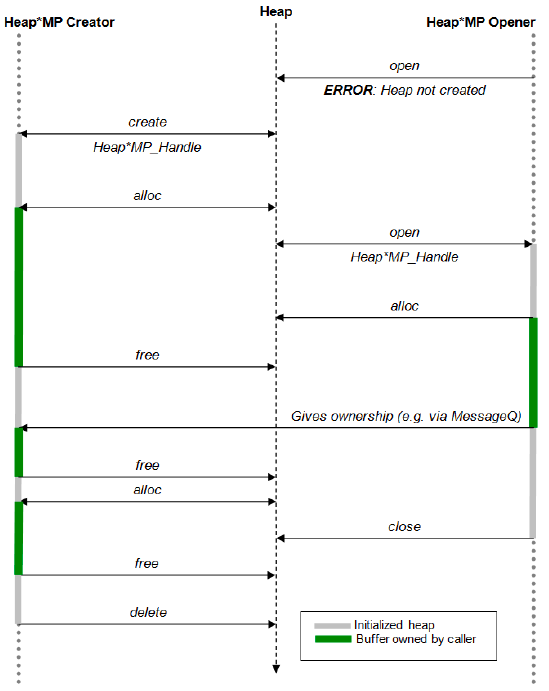 Heap*MP Creator
Heap
Heap*MP Opener
open
ERROR: Heap not created
create
Heap*MP_Handle
alloc
open
Heap*MP_Handle
alloc
free
Gives ownership (e.g. via MessageQ)
free
alloc
close
free
delete
Initialized heap
Buffer owned by caller